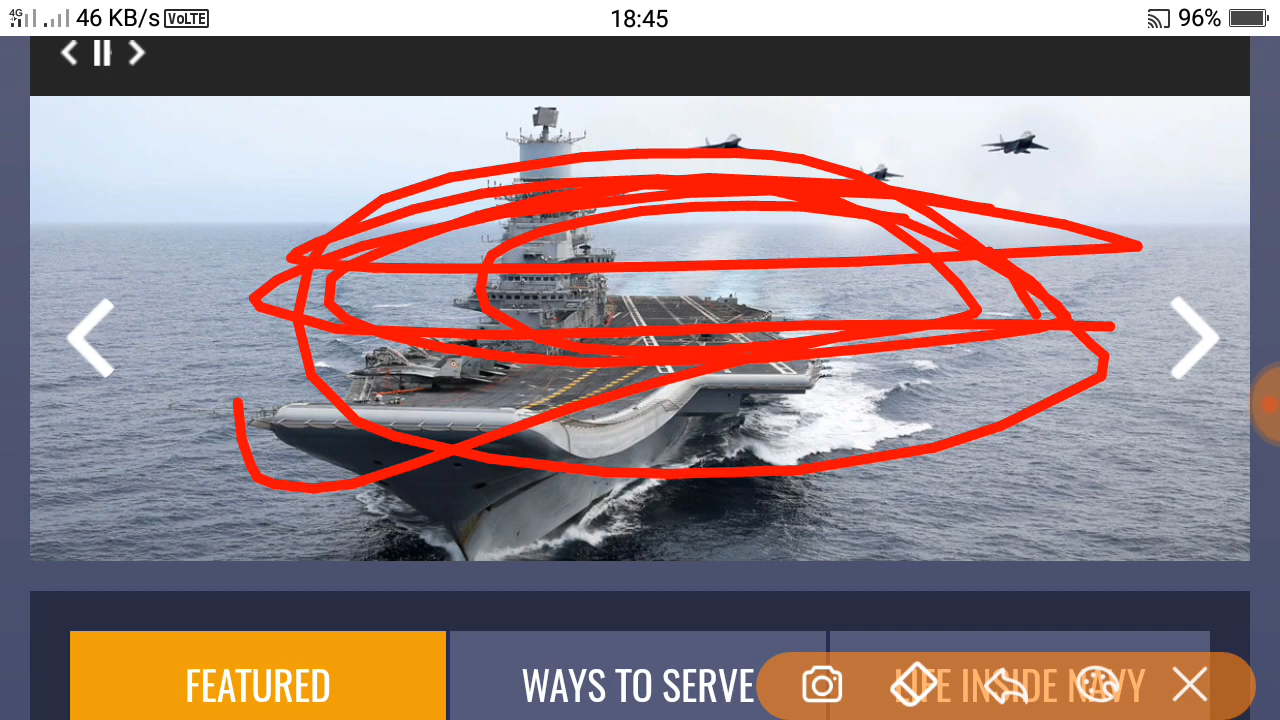 4G 46 KB/s VoLTE 18:45 96%
FEATURED WAYS TO SERVE LIFE INSIDE NAVY